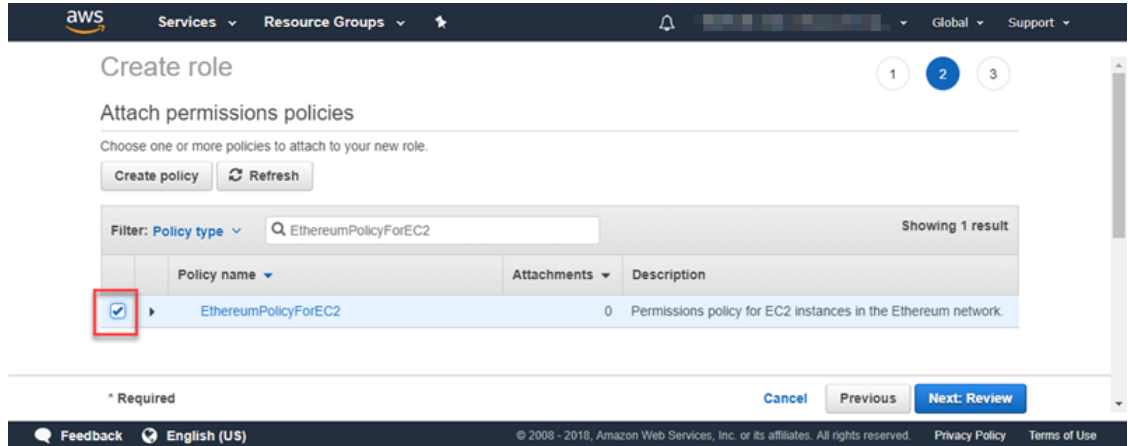 aws Services Resource Groups Global Support
Create role 1 2 3
Attach permissions policies
Choose one or more policies to attach to your new role.
Create policy Refresh
Filter: Policy type EthereumPolicyForEC2 Showing 1 result
Policy name Attachments Description
EthereumPolicyForEC2 0 Permissions policy for EC2 instances in the Ethereum network.
* Required Cancel Previous Next: Review
Feedback English (US) © 2008 - 2018, Amazon Web Services, Inc. or its affiliates. All rights reserved. Privacy Policy Terms of Use